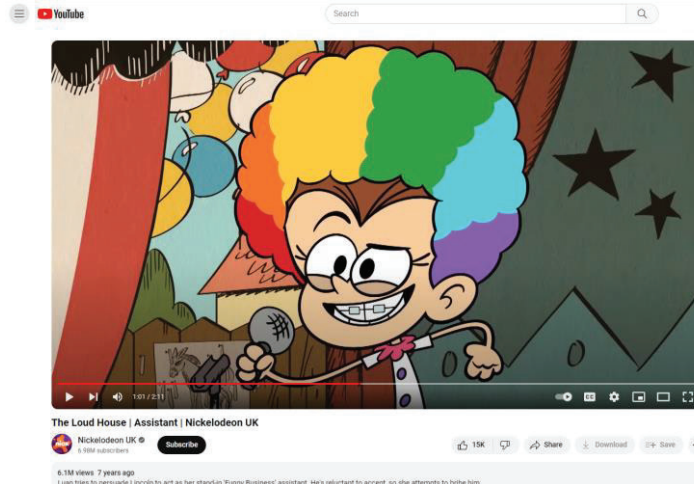 YouTube
Search
1:01 / 2:11
CC
The Loud House | Assistant | Nickelodeon UK
Nickelodeon UK
6.98M subscribers
Subscribe
15K
Share
Download
Save
6.1M views 7 years ago
Luan tries to persuade Lincoln to act as her stand-in 'Funny Business' assistant. He's reluctant to accept, so she attempts to bribe him